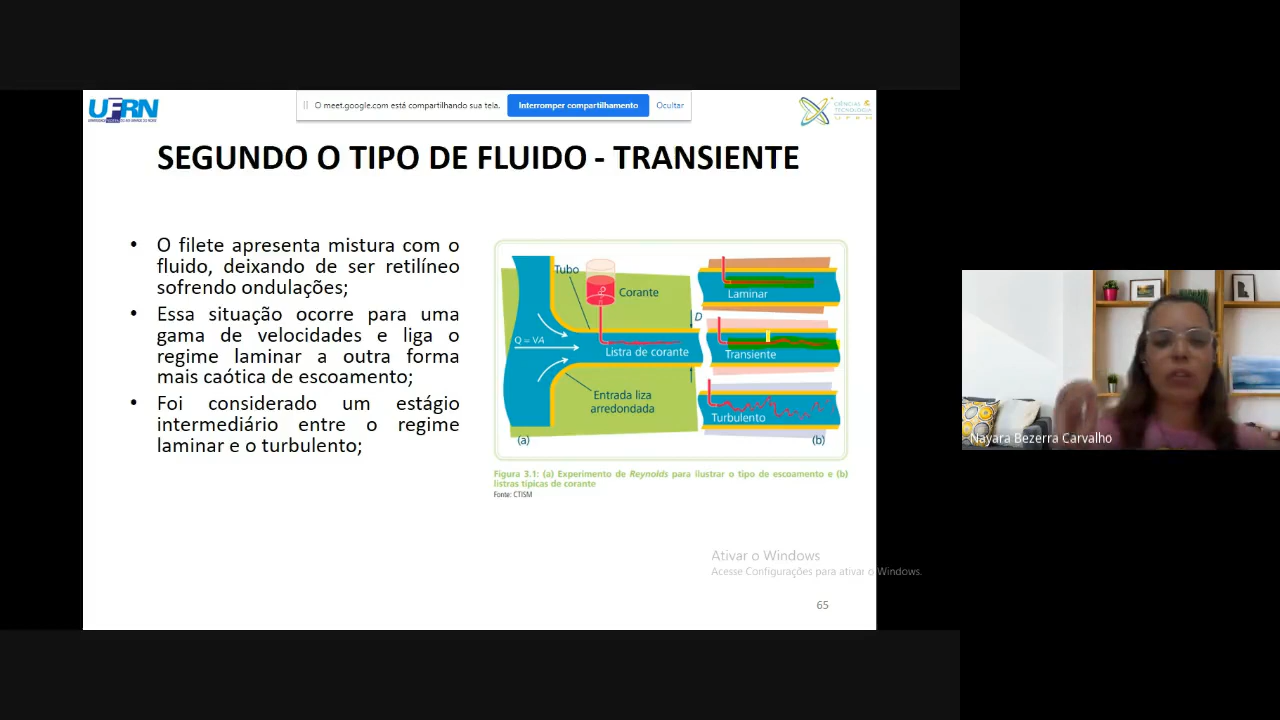 UFRN
O meet.google.com está compartilhando sua tela.
Interromper compartilhamento
Ocultar
CIÊNCIAS &
TECNOLOGIA
UFRN
SEGUNDO O TIPO DE FLUIDO - TRANSIENTE
• O filete apresenta mistura com o
fluido, deixando de ser retilíneo
sofrendo ondulações;
• Essa situação ocorre para uma
gama de velocidades e liga o
regime laminar a outra forma
mais caótica de escoamento;
• Foi considerado um estágio
intermediário entre o regime
laminar e o turbulento;
Tubo
Corante
D
Q = VA
Listra de corante
Entrada liza
arredondada
(a)
Laminar
Transiente
Turbulento
(b)
Figura 3.1: (a) Experimento de Reynolds para ilustrar o tipo de escoamento e (b)
listras típicas de corante
Fonte: CTISM
Ativar o Windows
Acesse Configurações para ativar o Windows.
65
Nayara Bezerra Carvalho